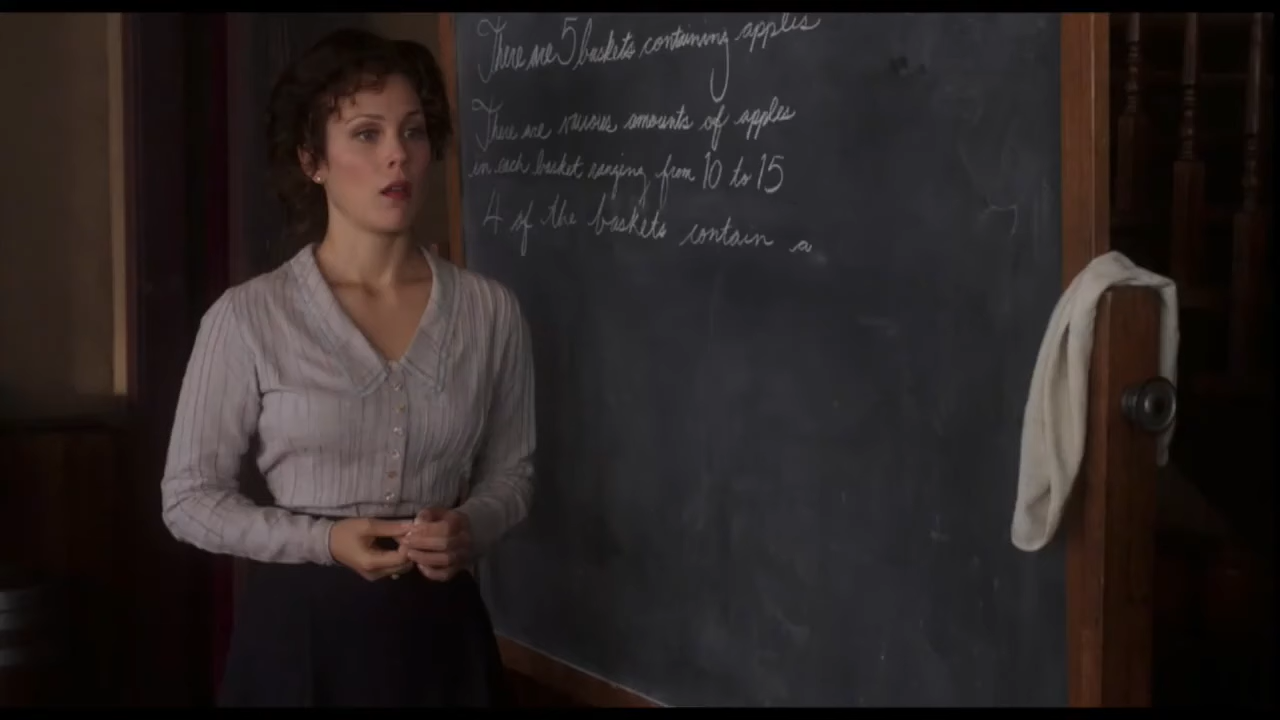 There are 5 baskets containing apples
There are various amounts of apples
in each basket ranging from 10 to 15
4 of the baskets contain a